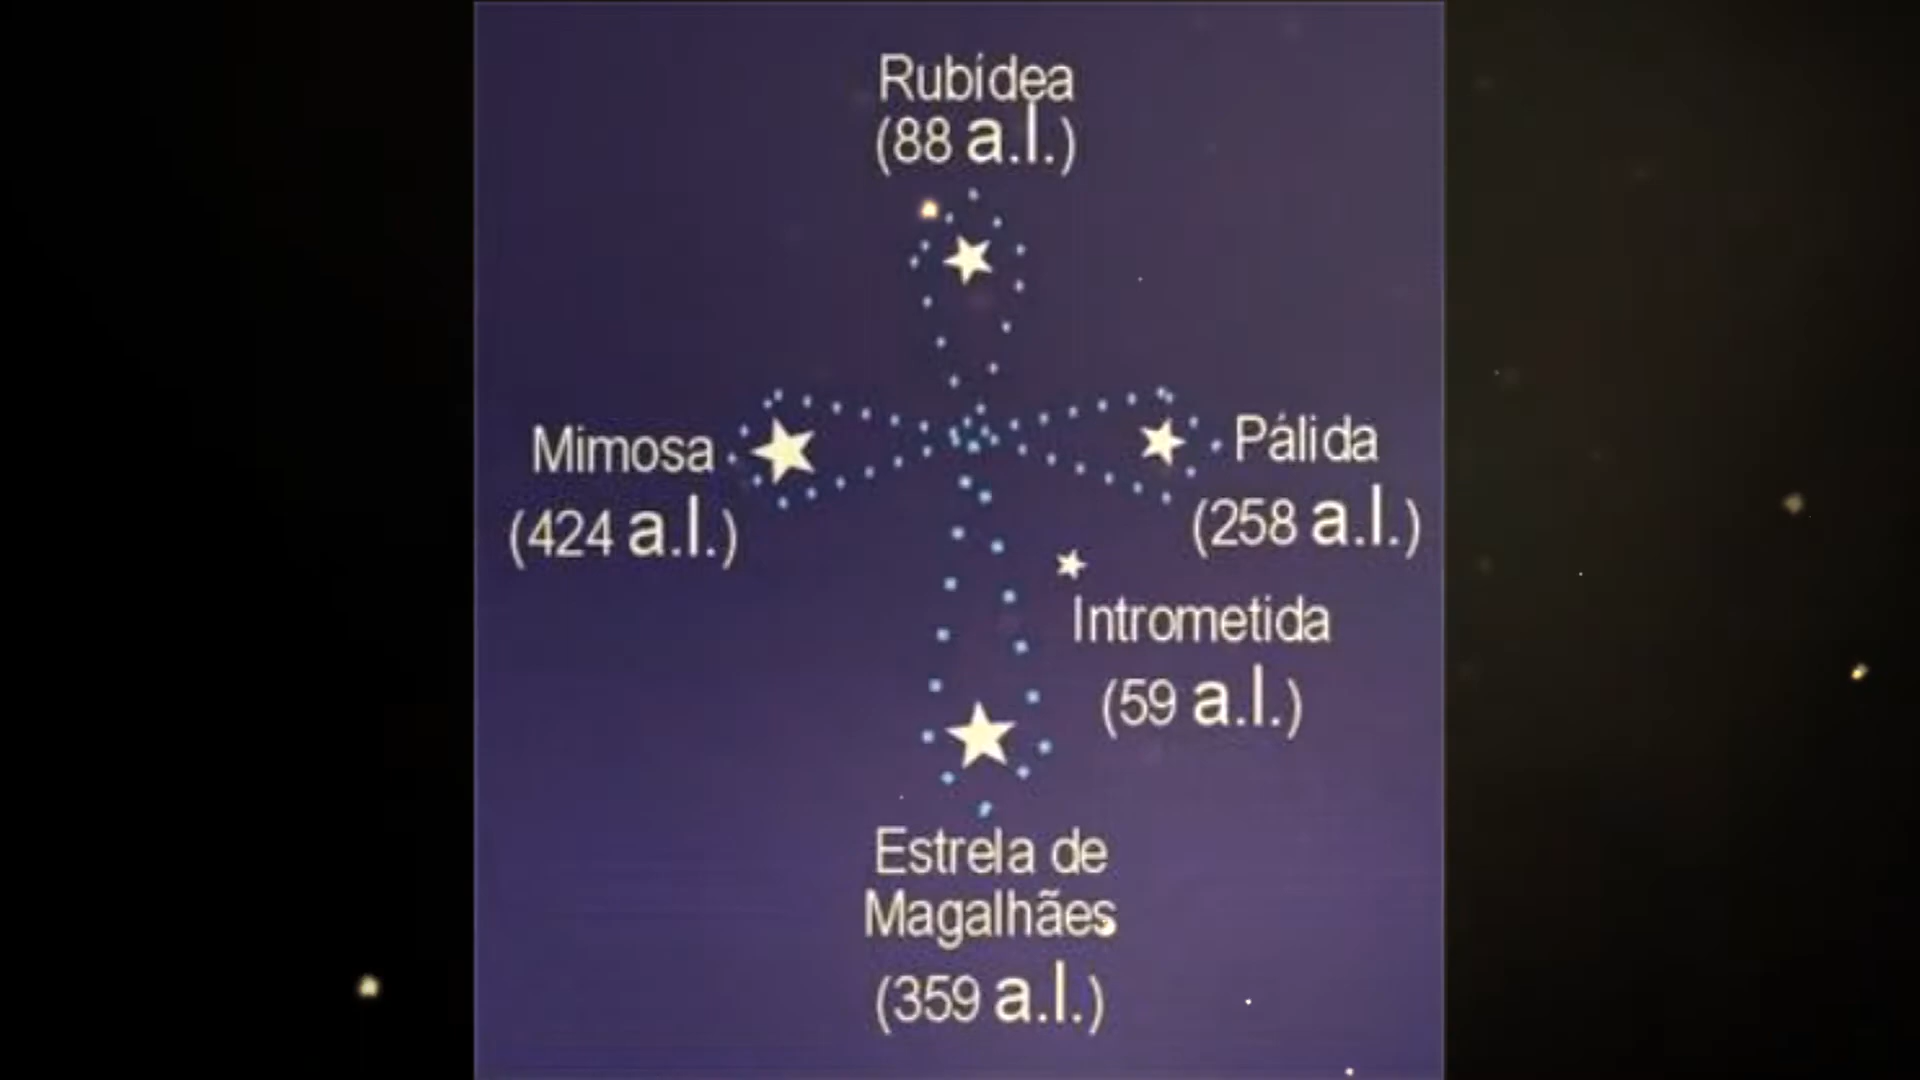 Rubídea
(88 a.l.)
Mimosa
(424 a.l.)
Pálida
(258 a.l.)
Intrometida
(59 a.l.)
Estrela de
Magalhães
(359 a.l.)